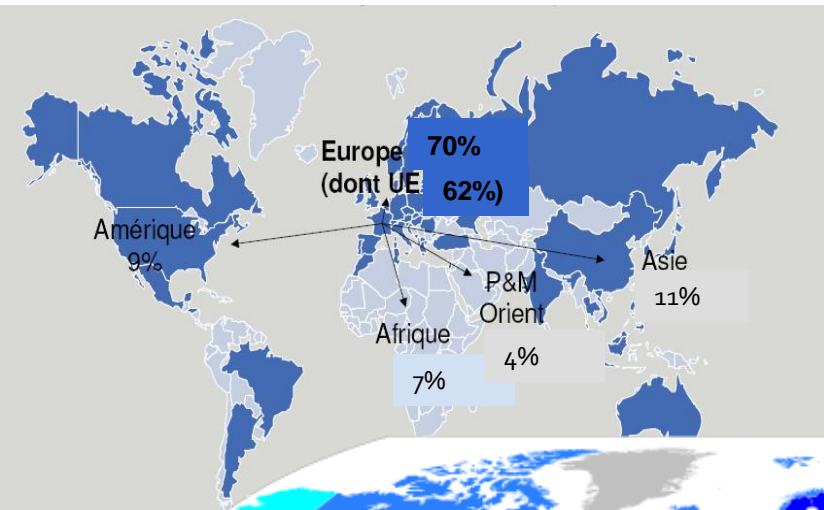 Europe 70%
(dont UE 62%)
Amérique
9%
Asie
11%
P&M
Orient
4%
Afrique
7%